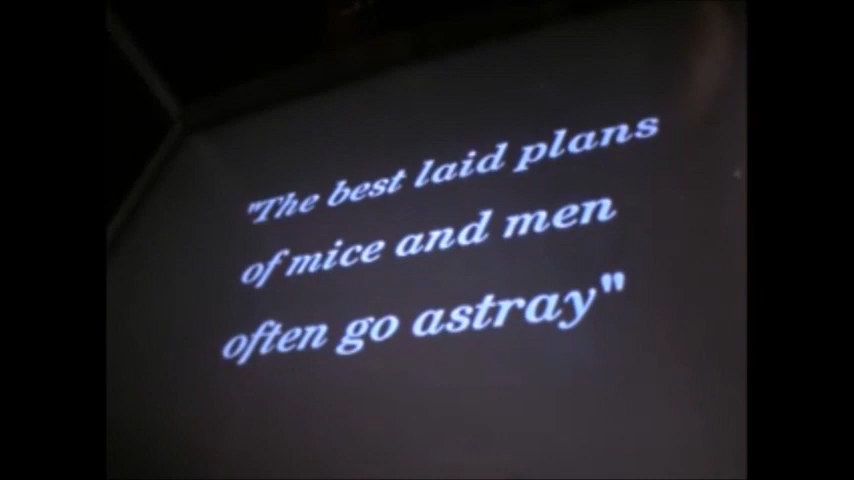 "The best laid plans
of mice and men
often go astray"